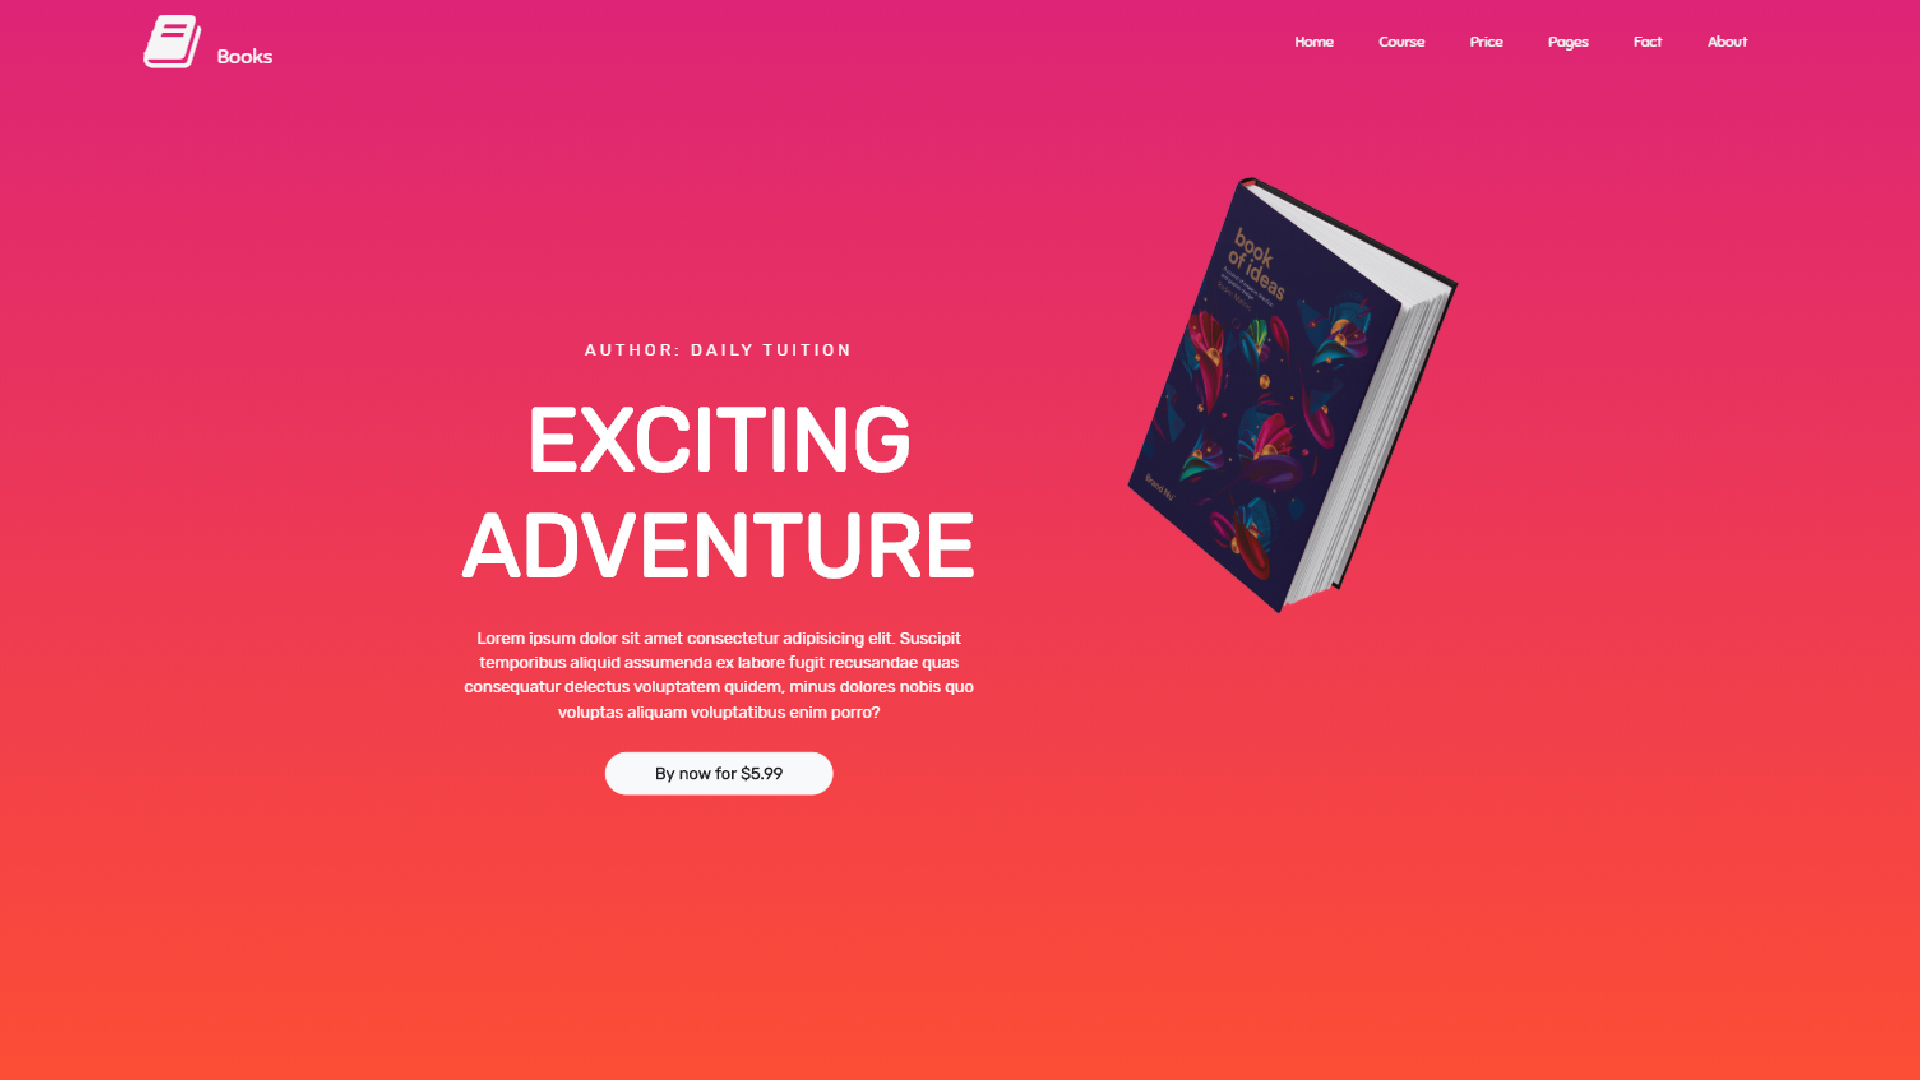 Books
Home Course Price Pages Fact About
book
of ideas
AUTHOR: DAILY TUITION
EXCITING
ADVENTURE
Lorem ipsum dolor sit amet consectetur adipisicing elit. Suscipit
temporibus aliquid assumenda ex labore fugit recusandae quas
consequatur delectus voluptatem quidem, minus dolores nobis quo
voluptas aliquam voluptatibus enim porro?
By now for $5.99